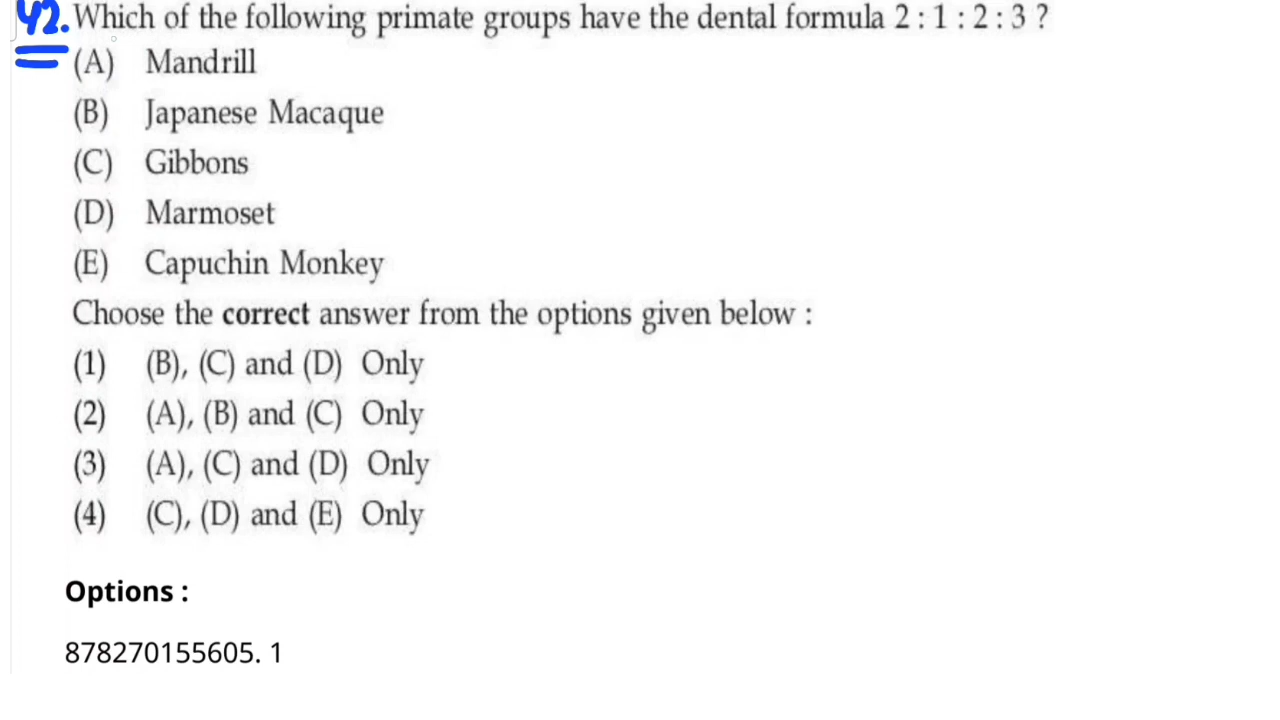 42. Which of the following primate groups have the dental formula 2 : 1 : 2 : 3 ?
(A) Mandrill
(B) Japanese Macaque
(C) Gibbons
(D) Marmoset
(E) Capuchin Monkey
Choose the correct answer from the options given below :
(1) (B), (C) and (D) Only
(2) (A), (B) and (C) Only
(3) (A), (C) and (D) Only
(4) (C), (D) and (E) Only
Options :
878270155605. 1